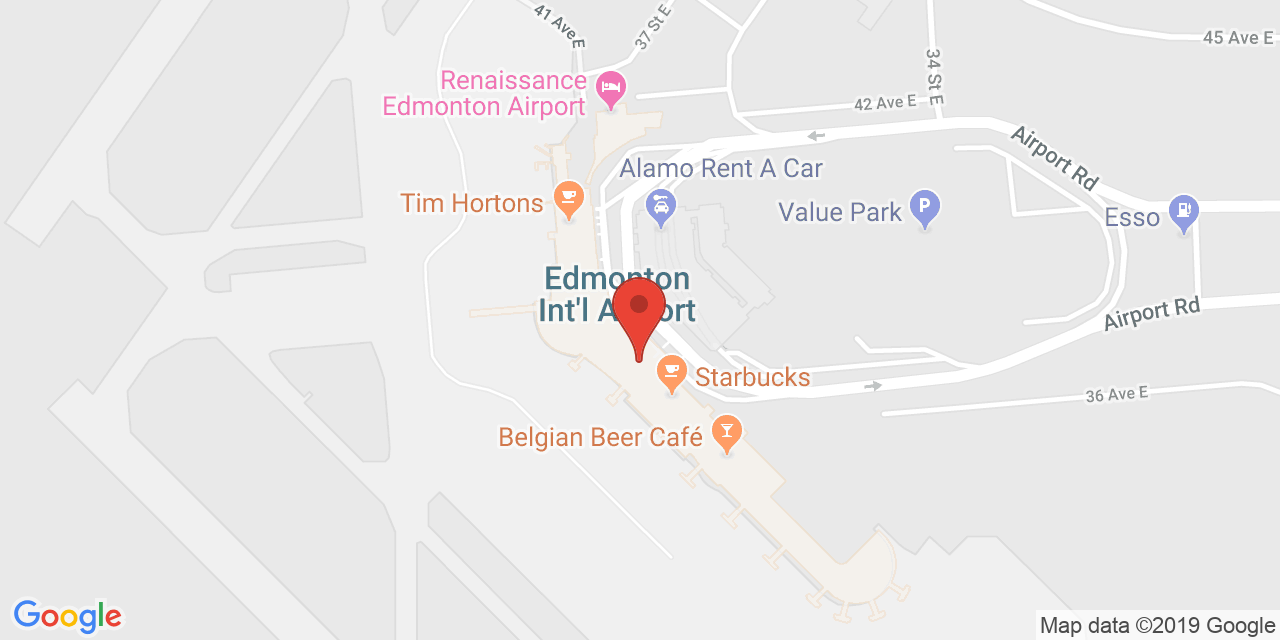 41 Ave E
37 St E
45 Ave E
34 St E
Renaissance
Edmonton Airport
42 Ave E
Airport Rd
Alamo Rent A Car
Tim Hortons
Value Park
P
Esso
Edmonton
Int'l Airport
Airport Rd
Starbucks
36 Ave E
Belgian Beer Café
Google
Map data ©2019 Google